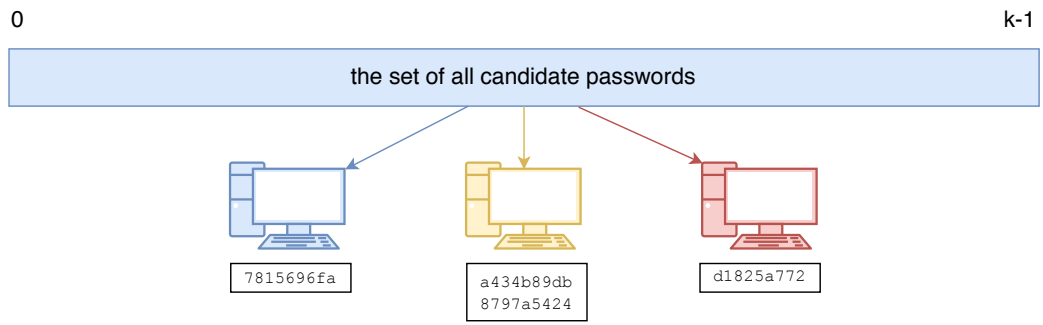 0
k-1
the set of all candidate passwords
7815696fa
a434b89db
8797a5424
d1825a772